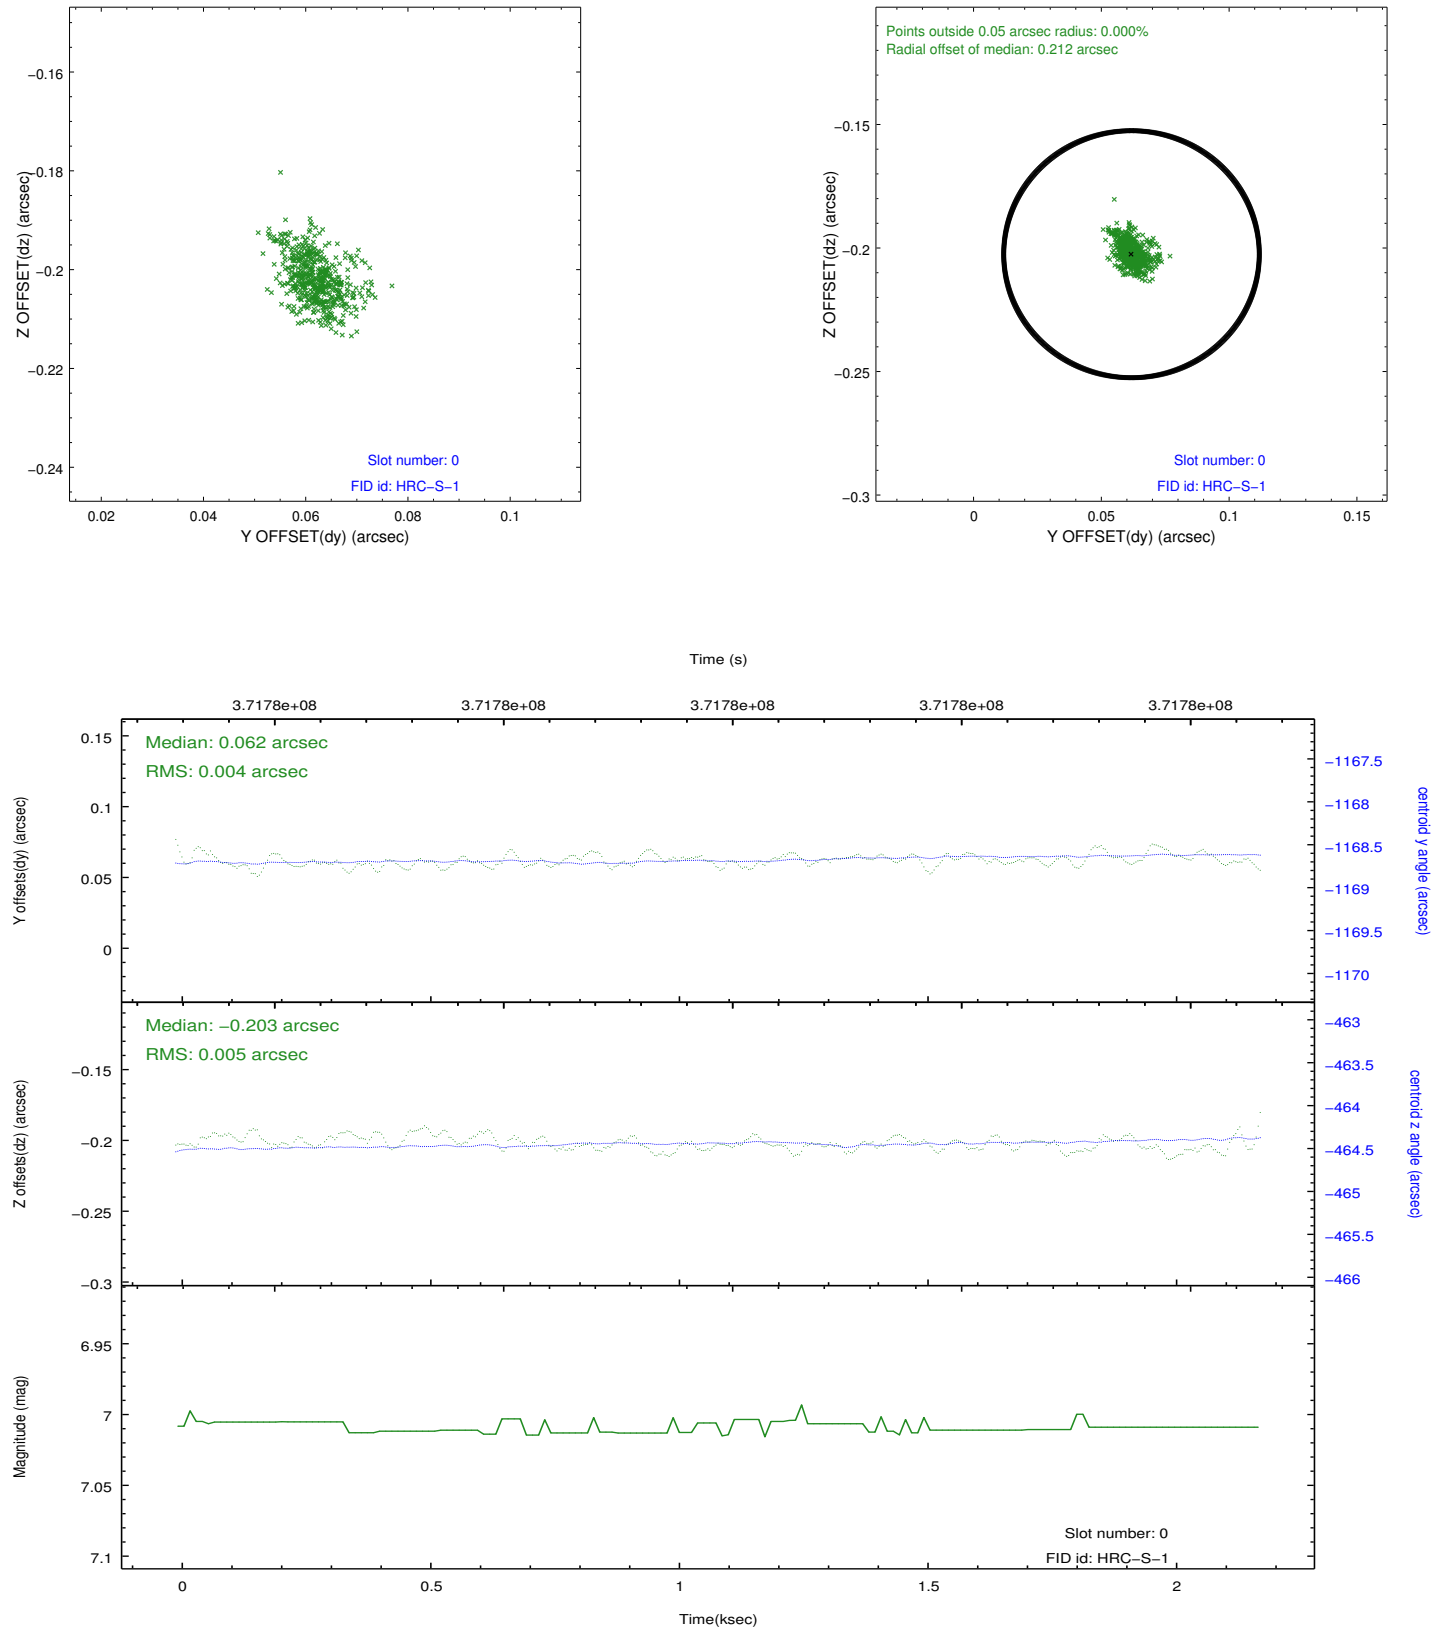 −0.16
−0.18
−0.2
−0.22
−0.24
Z OFFSET(dz) (arcsec)
Slot number: 0
FID id: HRC−S−1
0.02 0.04 0.06 0.08 0.1
Y OFFSET(dy) (arcsec)
Points outside 0.05 arcsec radius: 0.000%
Radial offset of median: 0.212 arcsec
−0.15
−0.2
−0.25
−0.3
Z OFFSET(dz) (arcsec)
Slot number: 0
FID id: HRC−S−1
0 0.05 0.1 0.15
Y OFFSET(dy) (arcsec)
Time (s)
3.7178e+08 3.7178e+08 3.7178e+08 3.7178e+08 3.7178e+08
Median: 0.062 arcsec
RMS: 0.004 arcsec
0.15
0.1
0.05
0
Y offsets(dy) (arcsec)
−1167.5
−1168
−1168.5
−1169
−1169.5
−1170
centroid y angle (arcsec)
Median: −0.203 arcsec
RMS: 0.005 arcsec
−0.15
−0.2
−0.25
−0.3
Z offsets(dz) (arcsec)
−463
−463.5
−464
−464.5
−465
−465.5
−466
centroid z angle (arcsec)
6.95
7
7.05
7.1
Magnitude (mag)
Slot number: 0
FID id: HRC−S−1
0 0.5 1 1.5 2
Time(ksec)